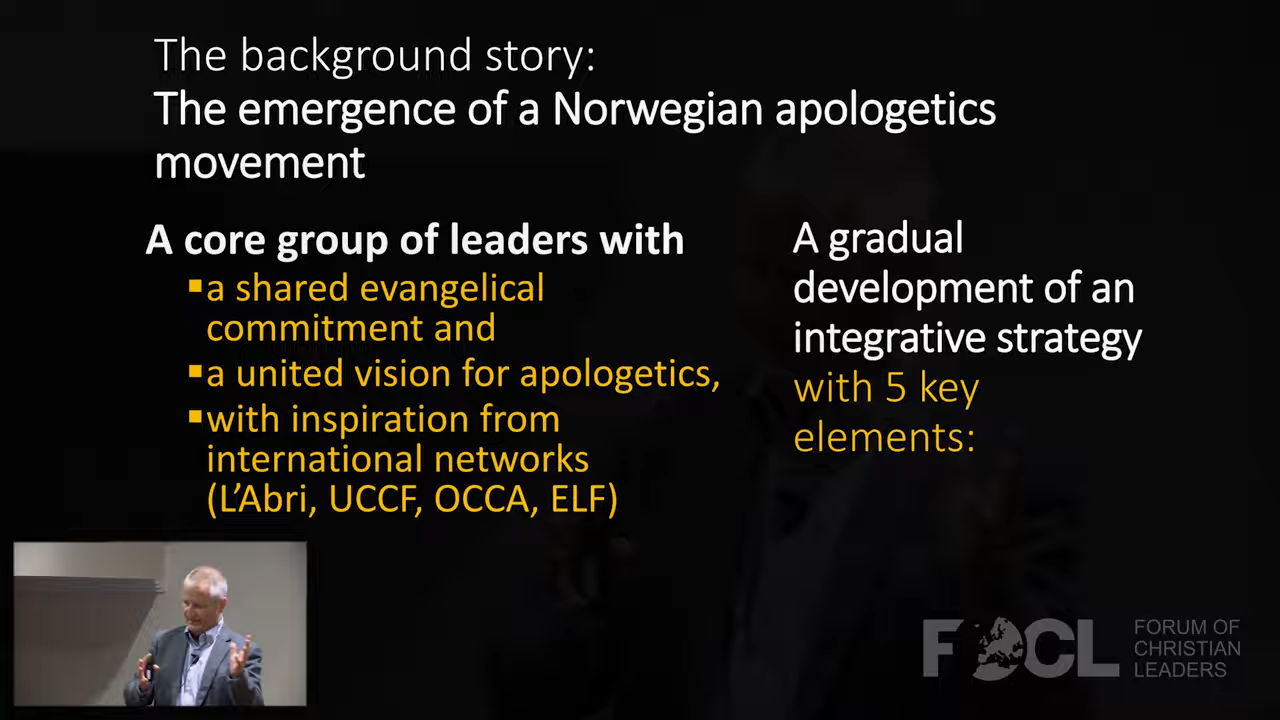 The background story:
The emergence of a Norwegian apologetics
movement
A core group of leaders with
▪a shared evangelical
commitment and
▪a united vision for apologetics,
▪with inspiration from
international networks
(L'Abri, UCCF, OCCA, ELF)
A gradual
development of an
integrative strategy
with 5 key
elements:
FOCL
FORUM OF
CHRISTIAN
LEADERS